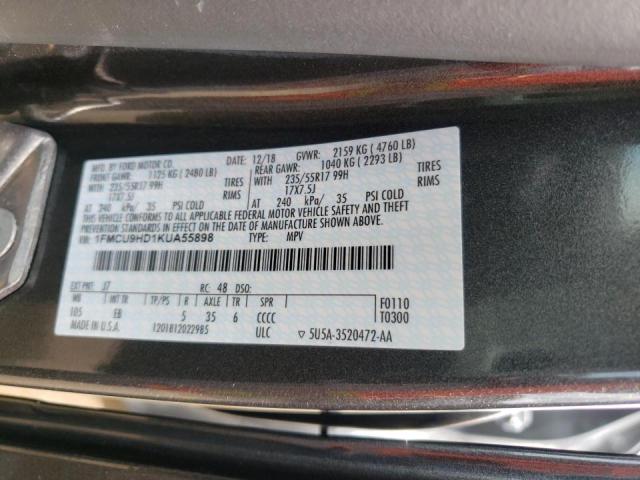 MFD. BY FORD MOTOR CO.
DATE: 12/18 GVWR: 2159 KG ( 4760 LB)
FRONT GAWR: 1125 KG ( 2480 LB) REAR GAWR: 1040 KG ( 2293 LB)
WITH 235/55R17 99H TIRES WITH 235/55R17 99H TIRES
17X7.5J RIMS 17X7.5J RIMS
AT 240 kPa/ 35 PSI COLD AT 240 kPa/ 35 PSI COLD
THIS VEHICLE CONFORMS TO ALL APPLICABLE FEDERAL MOTOR VEHICLE SAFETY AND THEFT PREVENTION
STANDARDS IN EFFECT ON THE DATE OF MANUFACTURE SHOWN ABOVE.
VIN: 1FMCU9HD1KUA55898 TYPE: MPV
EXT PNT: J7 RC: 48 DSO: F0110
WB INT TR TP/PS R AXLE TR SPR T0300
105 EB 5 35 6 CCCC
MADE IN U.S.A. 1201812022985 ULC ▽ 5U5A-3520472-AA